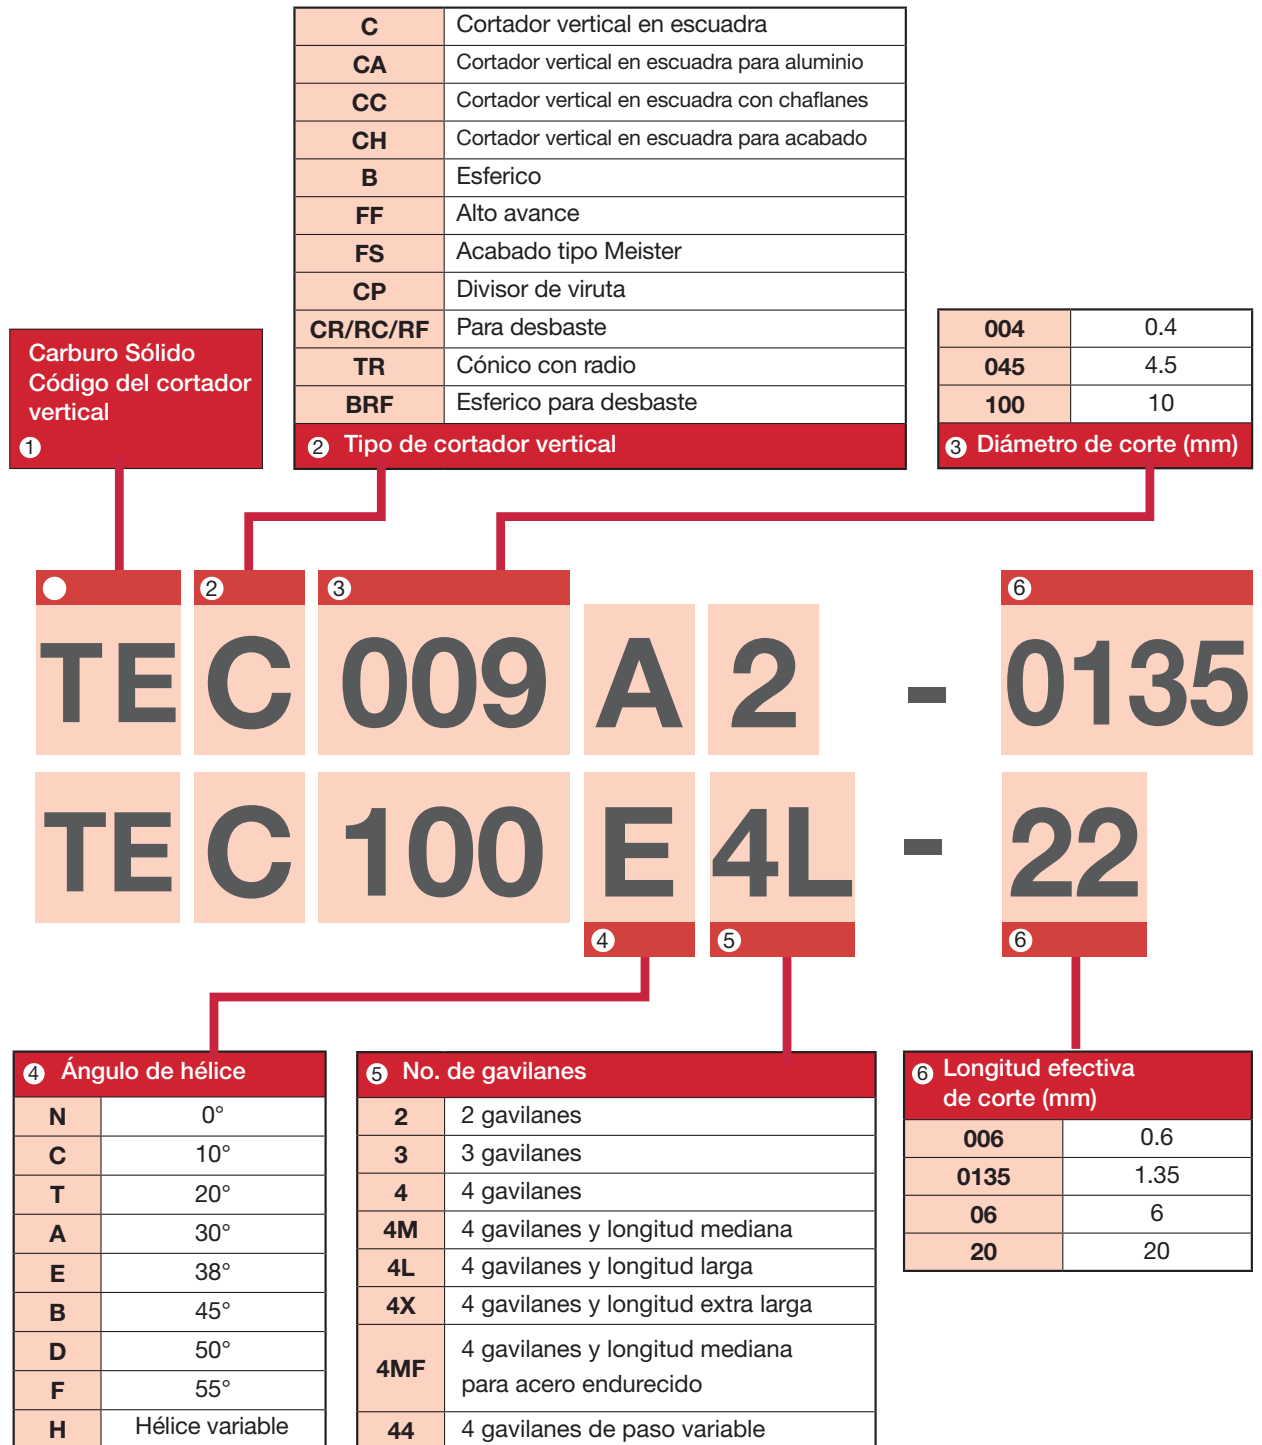 C Cortador vertical en escuadra
CA Cortador vertical en escuadra para aluminio
CC Cortador vertical en escuadra con chaflanes
CH Cortador vertical en escuadra para acabado
B Esferico
FF Alto avance
FS Acabado tipo Meister
CP Divisor de viruta
CR/RC/RF Para desbaste
TR Cónico con radio
BRF Esferico para desbaste
2 Tipo de cortador vertical
Carburo Sólido
Código del cortador
vertical
1
004 0.4
045 4.5
100 10
3 Diámetro de corte (mm)
2 3 6
TE C 009 A 2 - 0135
TE C 100 E 4L - 22
4 5 6
4 Ángulo de hélice
N 0°
C 10°
T 20°
A 30°
E 38°
B 45°
D 50°
F 55°
H Hélice variable
5 No. de gavilanes
2 2 gavilanes
3 3 gavilanes
4 4 gavilanes
4M 4 gavilanes y longitud mediana
4L 4 gavilanes y longitud larga
4X 4 gavilanes y longitud extra larga
4MF 4 gavilanes y longitud mediana
para acero endurecido
44 4 gavilanes de paso variable
6 Longitud efectiva
de corte (mm)
006 0.6
0135 1.35
06 6
20 20